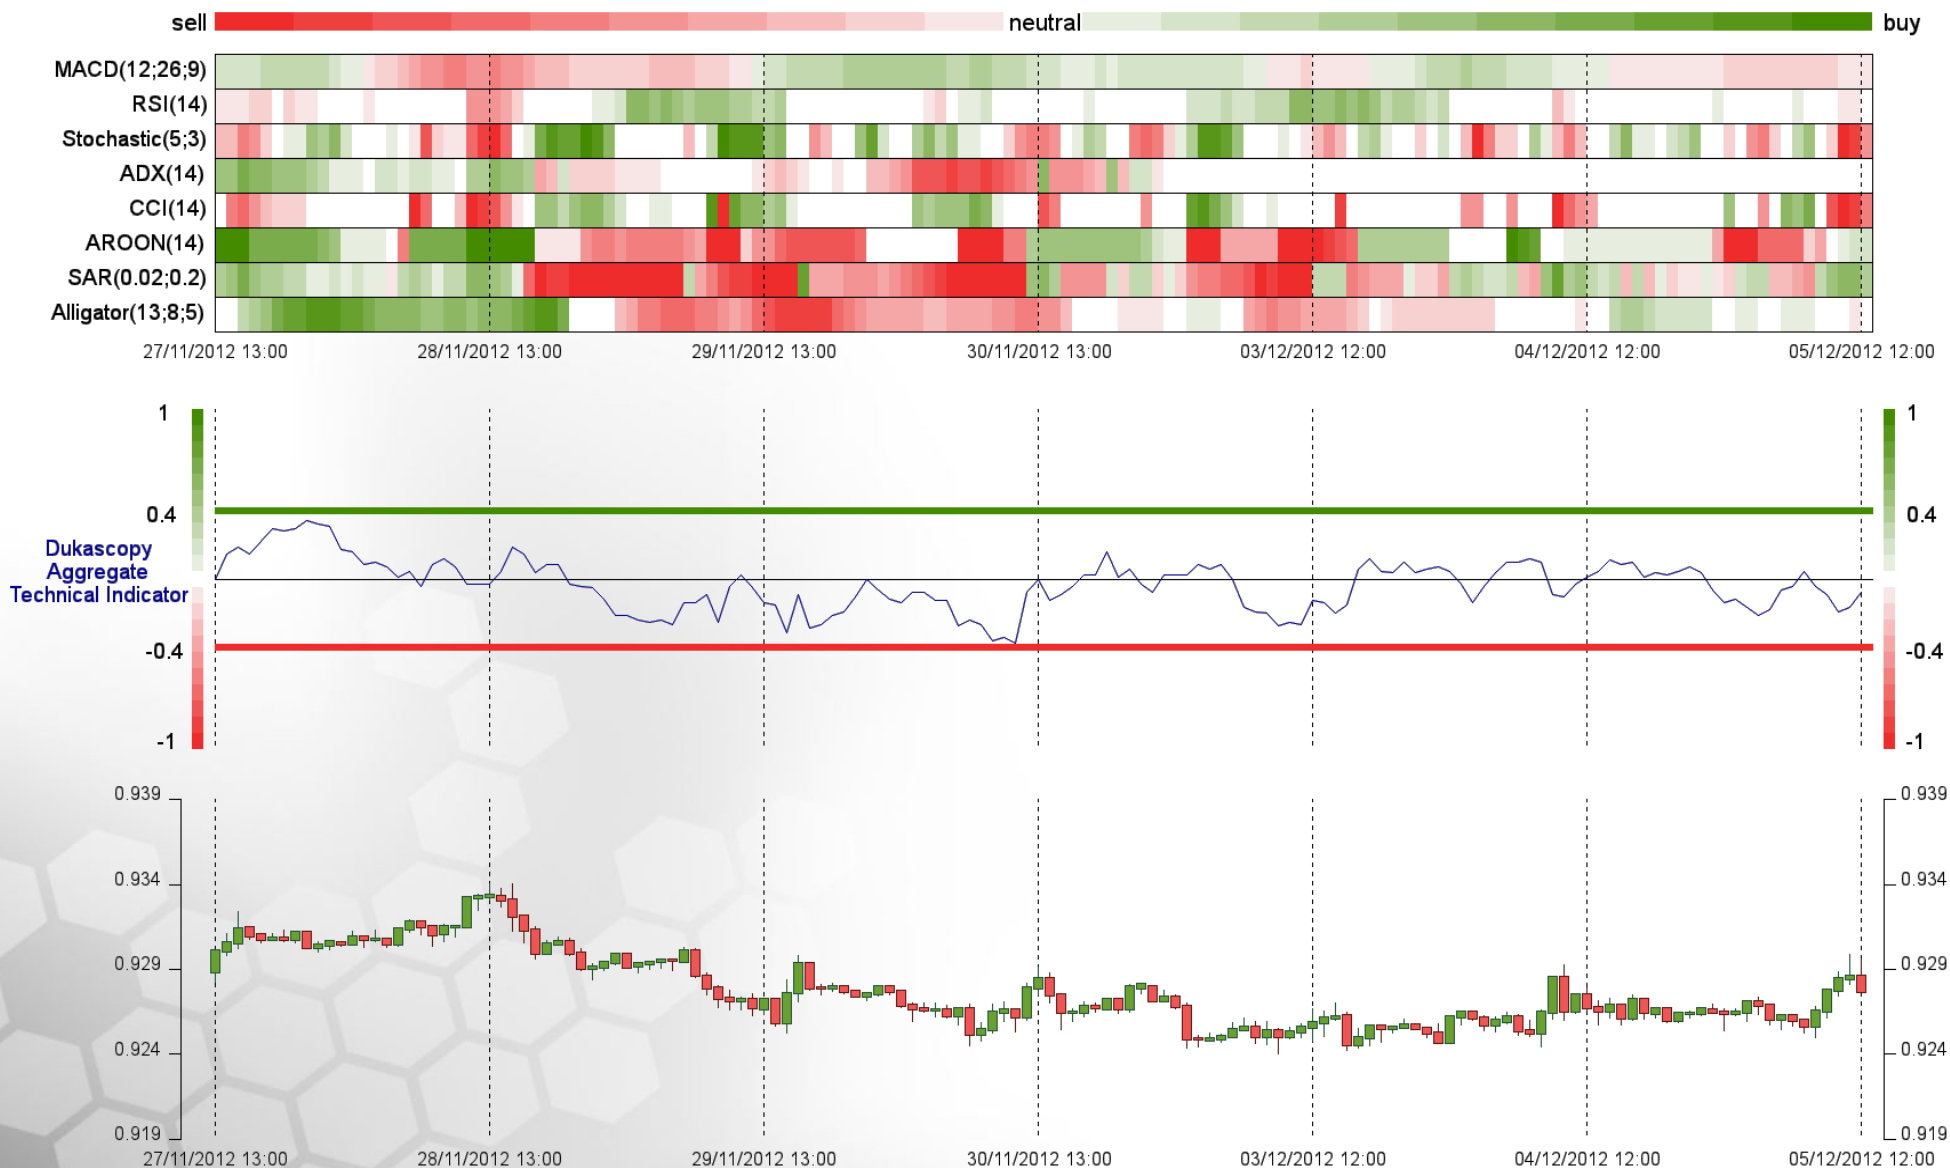 sell neutral buy
MACD(12;26;9)
RSI(14)
Stochastic(5;3)
ADX(14)
CCI(14)
AROON(14)
SAR(0.02;0.2)
Alligator(13;8;5)
27/11/2012 13:00 28/11/2012 13:00 29/11/2012 13:00 30/11/2012 13:00 03/12/2012 12:00 04/12/2012 12:00 05/12/2012 12:00
1 1
0.4 0.4
Dukascopy
Aggregate
Technical Indicator
-0.4 -0.4
-1 -1
0.939 0.939
0.934 0.934
0.929 0.929
0.924 0.924
0.919 0.919
27/11/2012 13:00 28/11/2012 13:00 29/11/2012 13:00 30/11/2012 13:00 03/12/2012 12:00 04/12/2012 12:00 05/12/2012 12:00